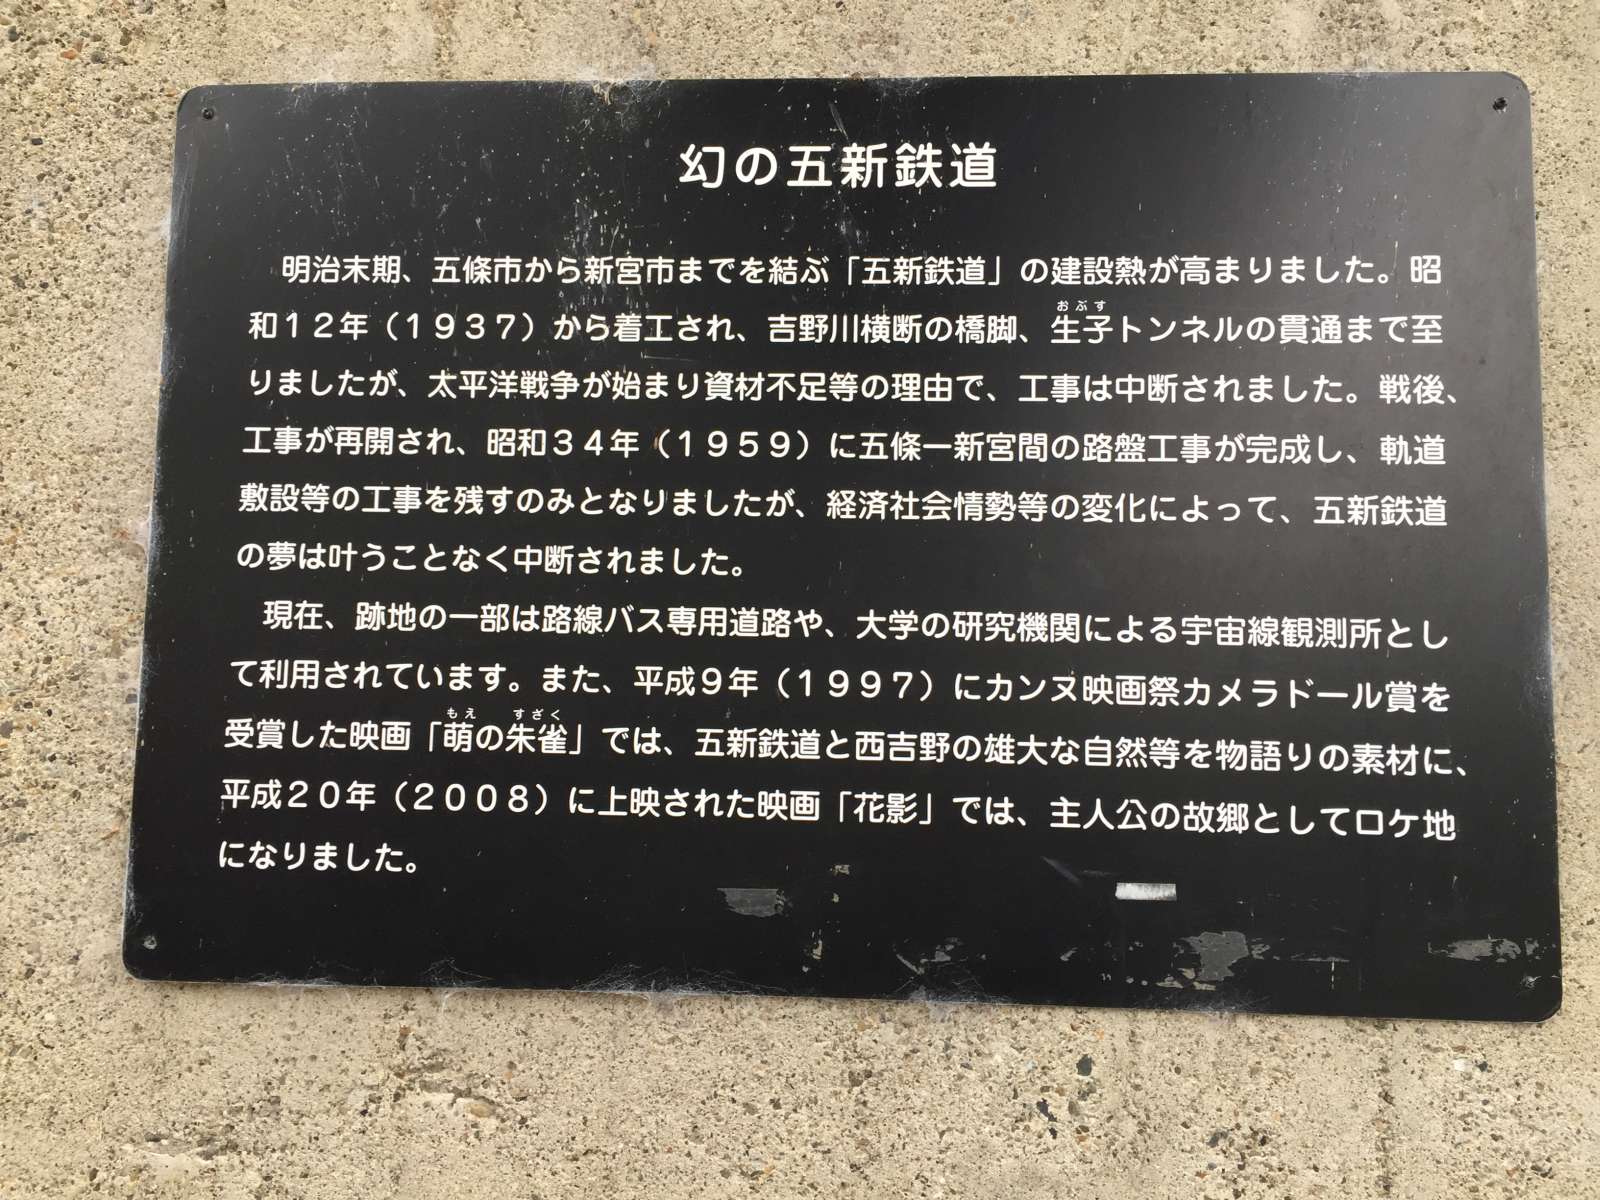 幻の五新鉄道
明治末期、五條市から新宮市までを結ぶ「五新鉄道」の建設熱が高まりました。昭
おぶす
和12年(1937)から着工され、吉野川横断の橋脚、生子トンネルの貫通まで至
りましたが、太平洋戦争が始まり資材不足等の理由で、工事は中断されました。戦後、
工事が再開され、昭和34年(1959)に五條ー新宮間の路盤工事が完成し、軌道
敷設等の工事を残すのみとなりましたが、経済社会情勢等の変化によって、五新鉄道
の夢は叶うことなく中断されました。
現在、跡地の一部は路線バス専用道路や、大学の研究機関による宇宙線観測所とし
て利用されています。また、平成9年(1997)にカンヌ映画祭カメラドール賞を
もえ すざく
受賞した映画「萌の朱雀」では、五新鉄道と西吉野の雄大な自然等を物語りの素材に、
平成20年(2008)に上映された映画「花影」では、主人公の故郷としてロケ地
になりました。